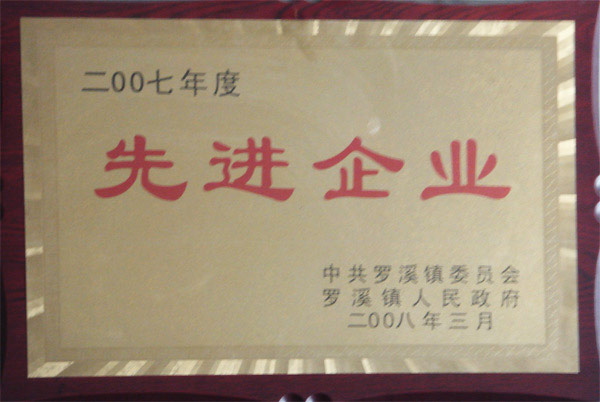 二00七年度
先进企业
中共罗溪镇委员会
罗溪镇人民政府
二00八年三月